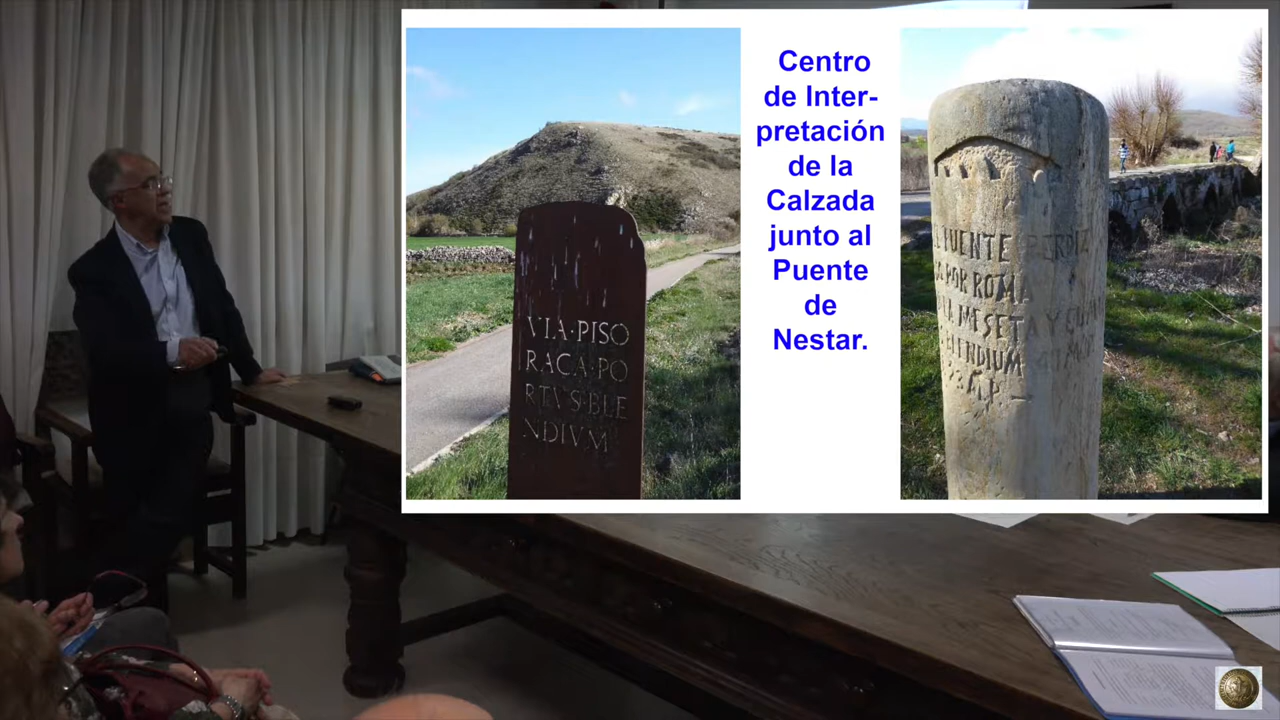 VIA·PISO
RACA·PO
RTVS·BLE
NDIVM
Centro
de Inter-
pretación
de la
Calzada
junto al
Puente
de
Nestar.
PUENTE PERDIZ
POR ROMA
MESETA Y